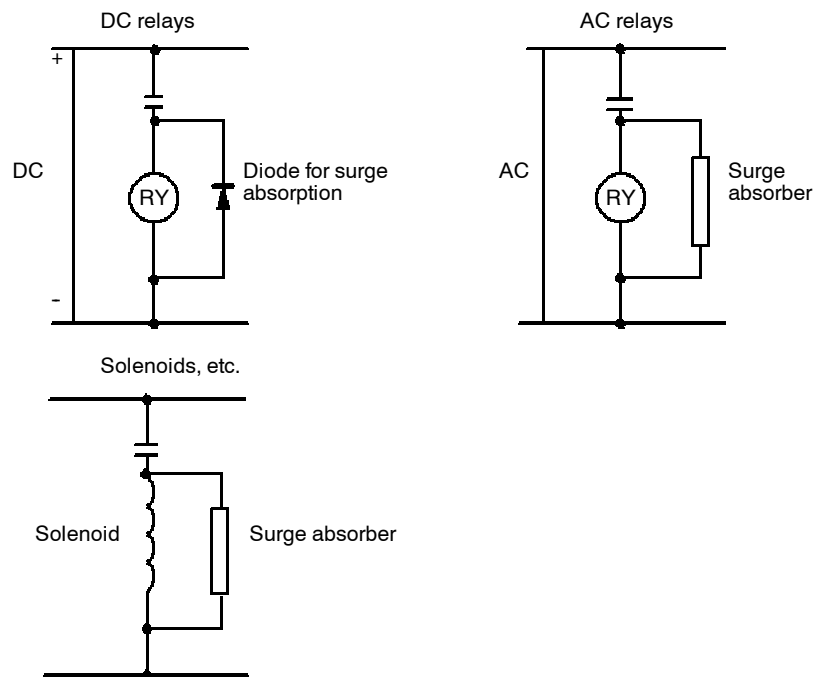 DC relays
AC relays
+
DC
RY
Diode for surge
absorption
-
AC
RY
Surge
absorber
Solenoids, etc.
Solenoid
Surge absorber